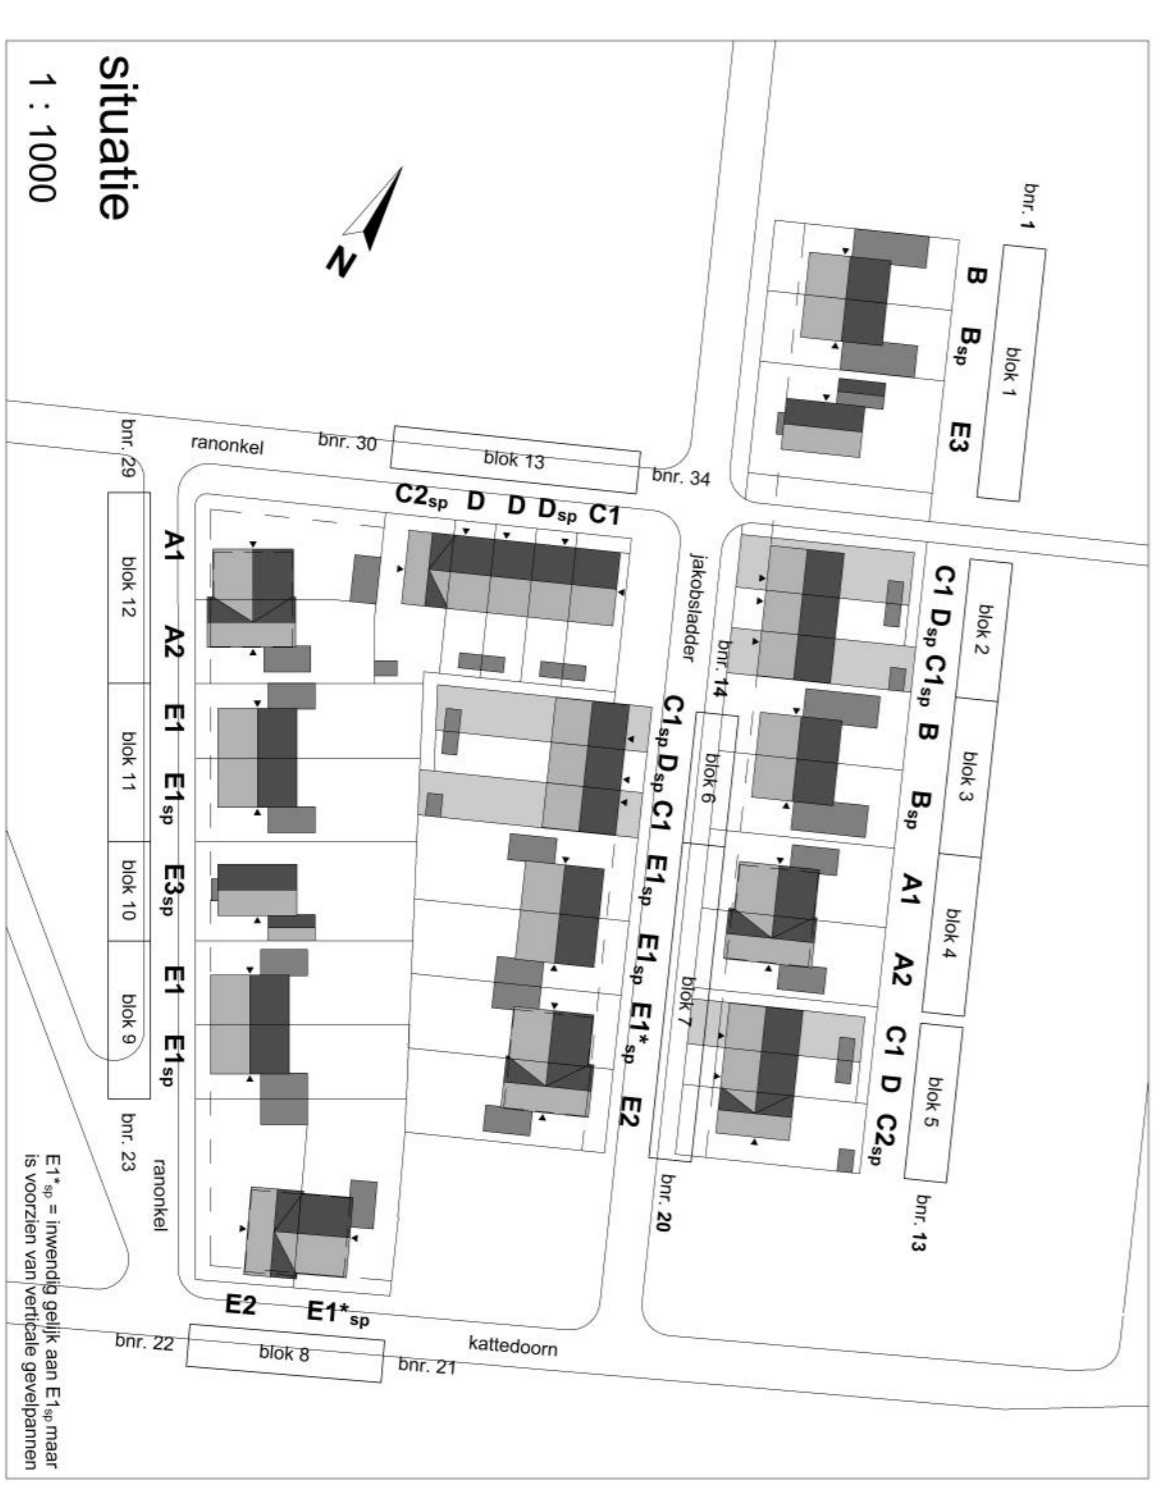 situatie
1 : 1000
N
bnr. 1
blok 1
B
Bsp
E3
ranonkel
bnr. 29
bnr. 30
blok 13
bnr. 34
C2sp D D Dsp C1
blok 12
A1
A2
blok 11
E1
E1sp
blok 10
E3sp
blok 9
E1
E1sp
bnr. 23
ranonkel
jakobsladder
bnr. 14
blok 2
C1 Dsp C1sp
blok 3
B
Bsp
blok 4
A1
A2
blok 5
C1 D C2sp
bnr. 13
blok 6
C1sp Dsp C1
blok 7
E1sp
E1sp
E1*sp
E2
bnr. 20
E2
E1*sp
bnr. 22
blok 8
bnr. 21
kattedoorn
E1*sp = inwendig gelijk aan E1sp maar
is voorzien van verticale gevelpannen